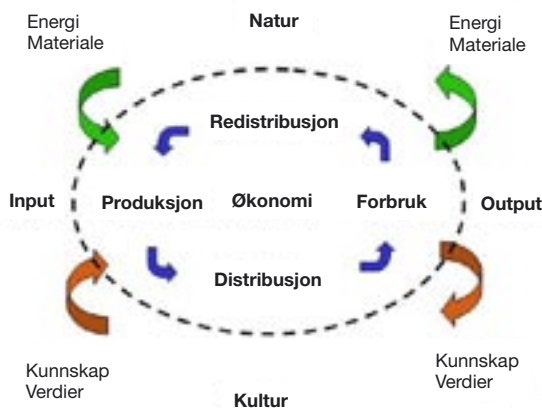 Energi
Materiale
Natur
Energi
Materiale
Redistribusjon
Input
Produksjon
Økonomi
Forbruk
Output
Distribusjon
Kunnskap
Verdier
Kultur
Kunnskap
Verdier